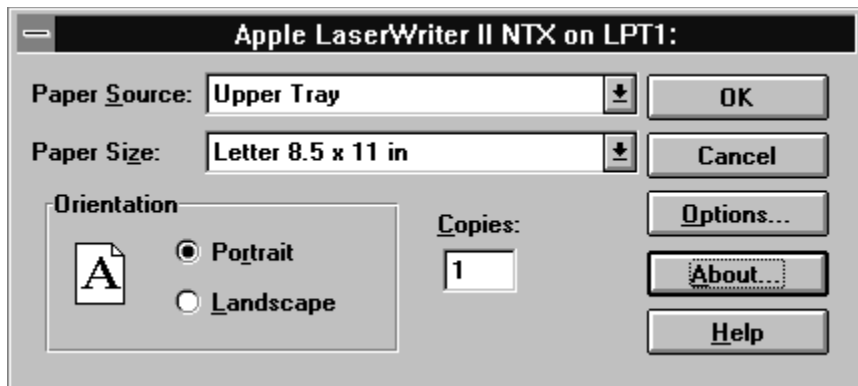 Apple LaserWriter II NTX on LPT1:
Paper Source: Upper Tray
OK
Paper Size: Letter 8.5 x 11 in
Cancel
Orientation
Options...
Copies:
A
Portrait
1
About...
Landscape
Help